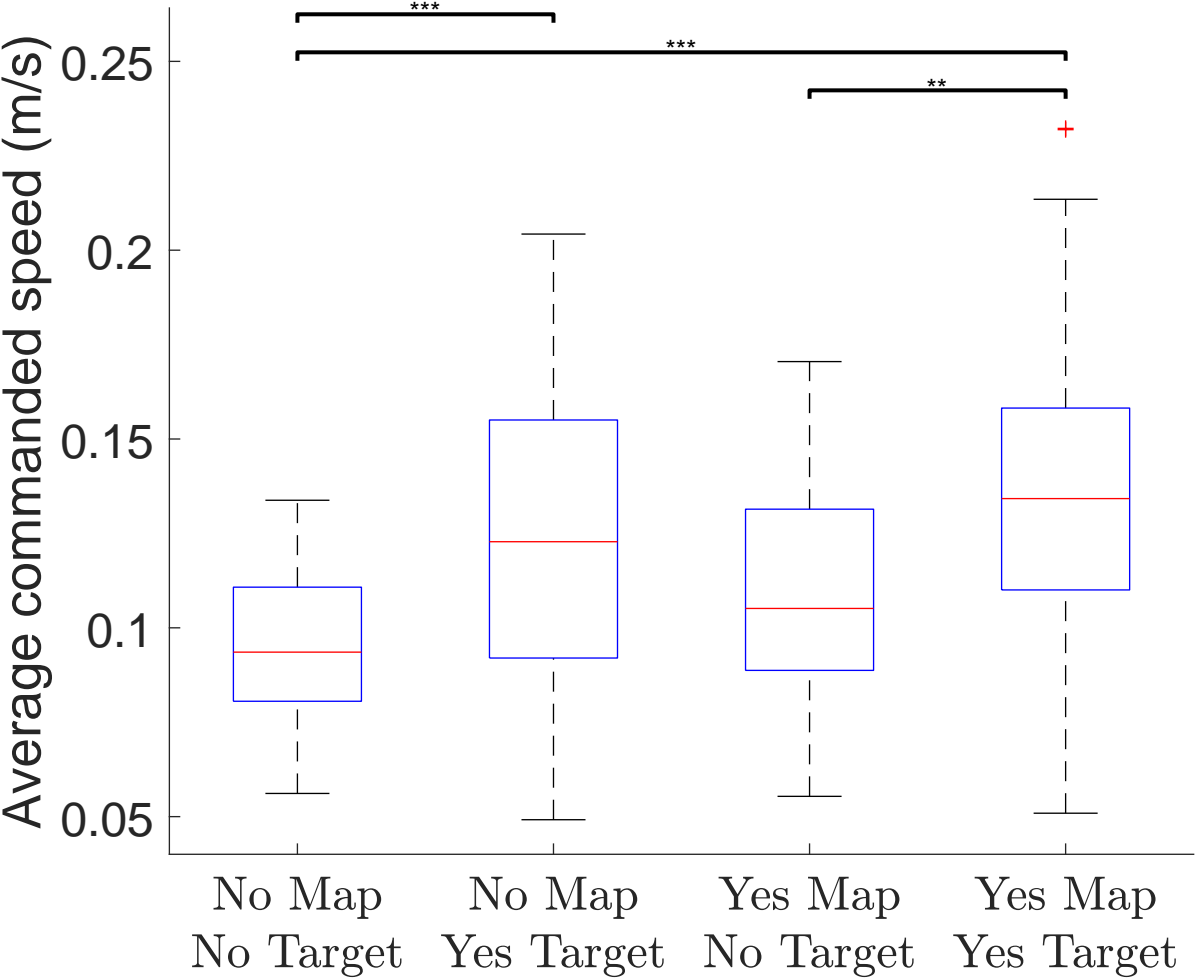 ***
***
**
Average commanded speed (m/s)
0.25
0.2
0.15
0.1
0.05
No Map
No Target
No Map
Yes Target
Yes Map
No Target
Yes Map
Yes Target